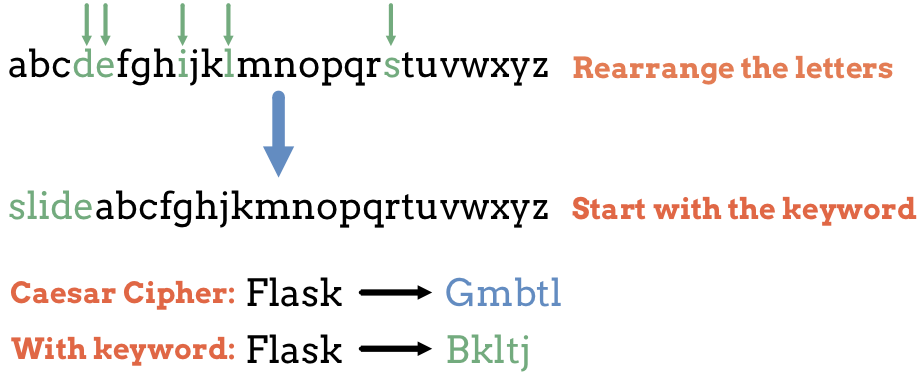 abcdefghijklmnopqrstuvwxyz Rearrange the letters
slideabcfghjkmnopqrtuvwxyz Start with the keyword
Caesar Cipher: Flask Gmbtl
With keyword: Flask Bkltj